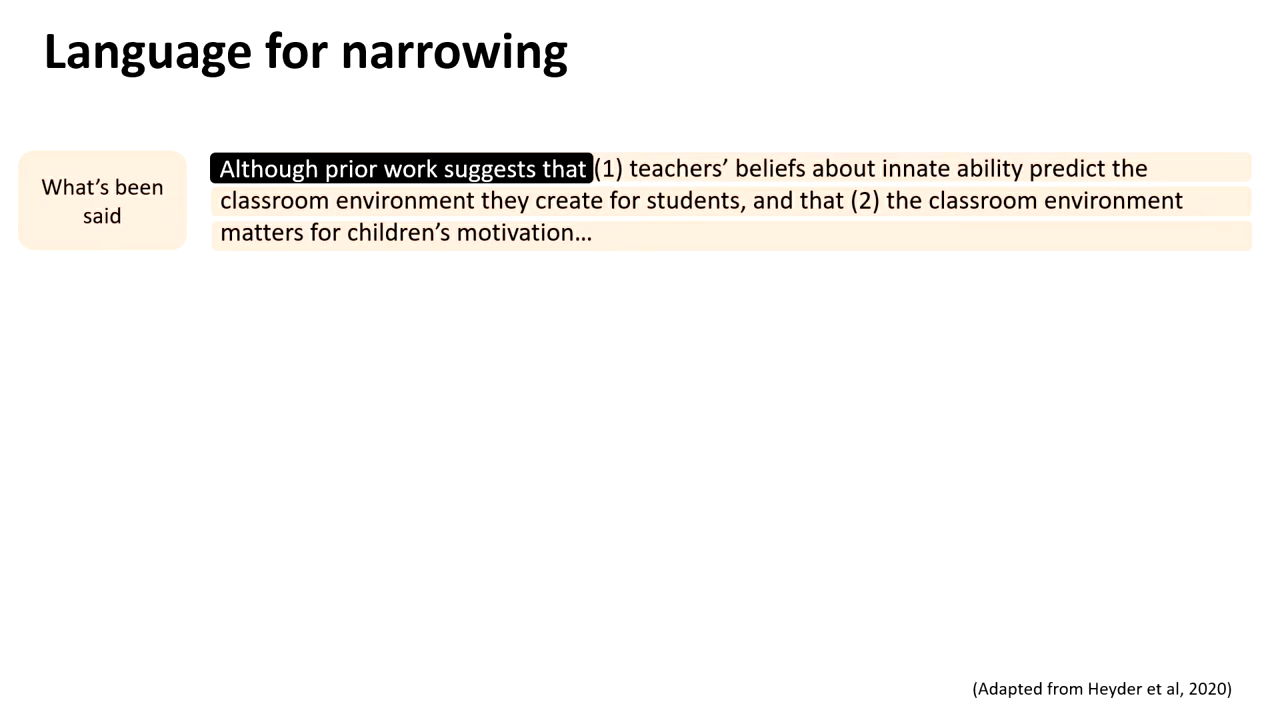 Language for narrowing
What’s been
said
Although prior work suggests that (1) teachers’ beliefs about innate ability predict the
classroom environment they create for students, and that (2) the classroom environment
matters for children’s motivation…
(Adapted from Heyder et al, 2020)